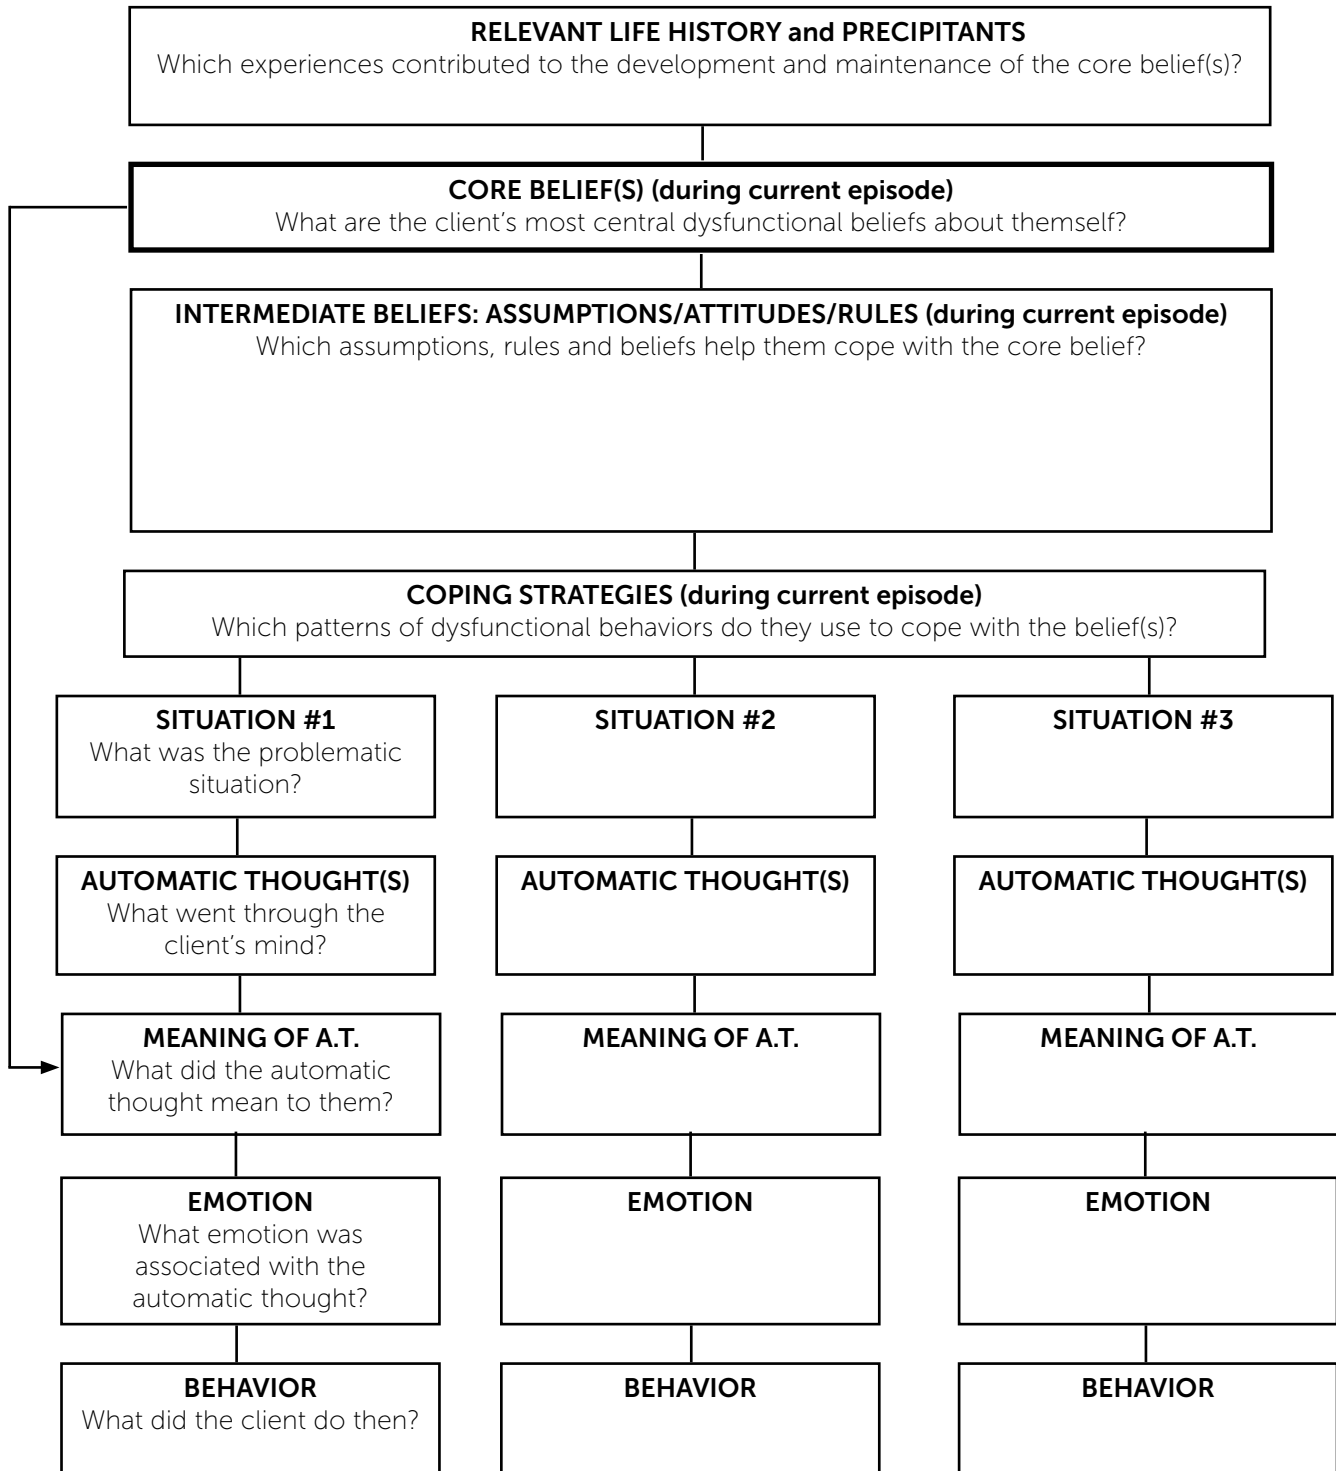 RELEVANT LIFE HISTORY and PRECIPITANTS
Which experiences contributed to the development and maintenance of the core belief(s)?
CORE BELIEF(S) (during current episode)
What are the client's most central dysfunctional beliefs about themself?
INTERMEDIATE BELIEFS: ASSUMPTIONS/ATTITUDES/RULES (during current episode)
Which assumptions, rules and beliefs help them cope with the core belief?
COPING STRATEGIES (during current episode)
Which patterns of dysfunctional behaviors do they use to cope with the belief(s)?
SITUATION #1
What was the problematic
situation?
SITUATION #2
SITUATION #3
AUTOMATIC THOUGHT(S)
What went through the
client's mind?
AUTOMATIC THOUGHT(S)
AUTOMATIC THOUGHT(S)
MEANING OF A.T.
What did the automatic
thought mean to them?
MEANING OF A.T.
MEANING OF A.T.
EMOTION
What emotion was
associated with the
automatic thought?
EMOTION
EMOTION
BEHAVIOR
What did the client do then?
BEHAVIOR
BEHAVIOR